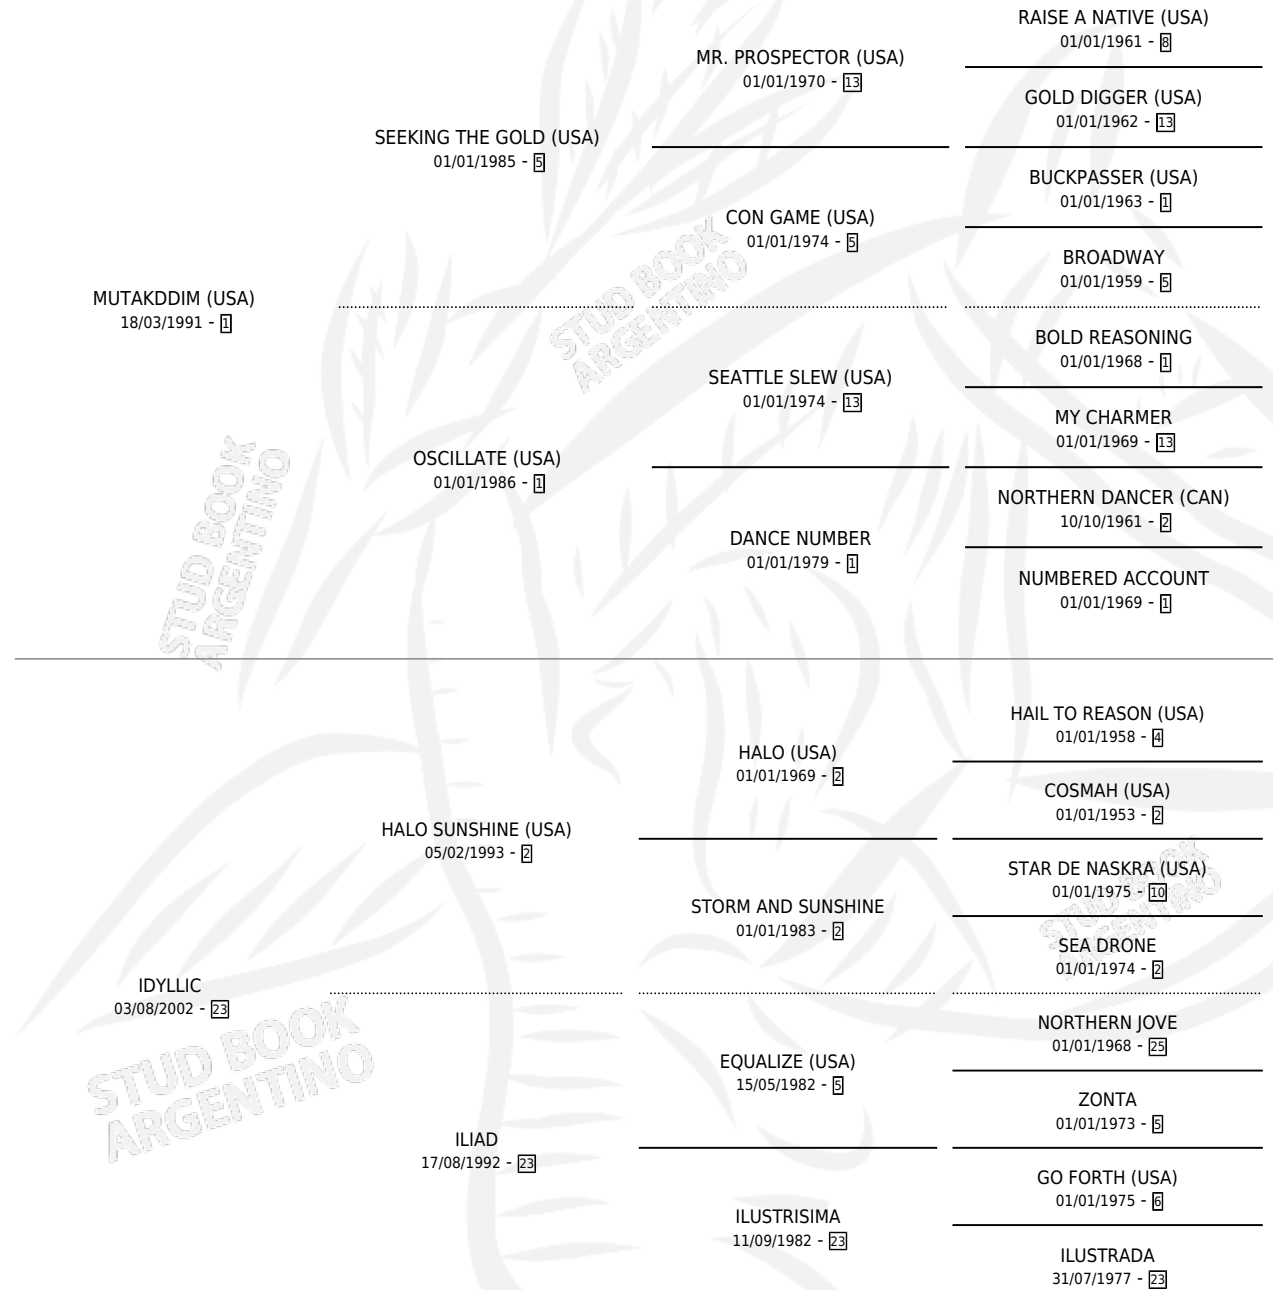 RAISE A NATIVE (USA)
01/01/1961 - 8
MR. PROSPECTOR (USA)
01/01/1970 - 13
GOLD DIGGER (USA)
01/01/1962 - 13
SEEKING THE GOLD (USA)
01/01/1985 - 5
BUCKPASSER (USA)
01/01/1963 - 1
CON GAME (USA)
01/01/1974 - 5
BROADWAY
01/01/1959 - 5
MUTAKDDIM (USA)
18/03/1991 - 1
BOLD REASONING
01/01/1968 - 1
SEATTLE SLEW (USA)
01/01/1974 - 13
MY CHARMER
01/01/1969 - 13
OSCILLATE (USA)
01/01/1986 - 1
NORTHERN DANCER (CAN)
10/10/1961 - 2
DANCE NUMBER
01/01/1979 - 1
NUMBERED ACCOUNT
01/01/1969 - 1
HAIL TO REASON (USA)
01/01/1958 - 4
HALO (USA)
01/01/1969 - 2
COSMAH (USA)
01/01/1953 - 2
HALO SUNSHINE (USA)
05/02/1993 - 2
STAR DE NASKRA (USA)
01/01/1975 - 10
STORM AND SUNSHINE
01/01/1983 - 2
SEA DRONE
01/01/1974 - 2
IDYLLIC
03/08/2002 - 23
NORTHERN JOVE
01/01/1968 - 25
EQUALIZE (USA)
15/05/1982 - 5
ZONTA
01/01/1973 - 5
ILIAD
17/08/1992 - 23
GO FORTH (USA)
01/01/1975 - 6
ILUSTRISIMA
11/09/1982 - 23
ILUSTRADA
31/07/1977 - 23
STUD BOOK
ARGENTINO
STUD BOOK
ARGENTINO
STUD BOOK
ARGENTINO
STUD BOOK
ARGENTINO